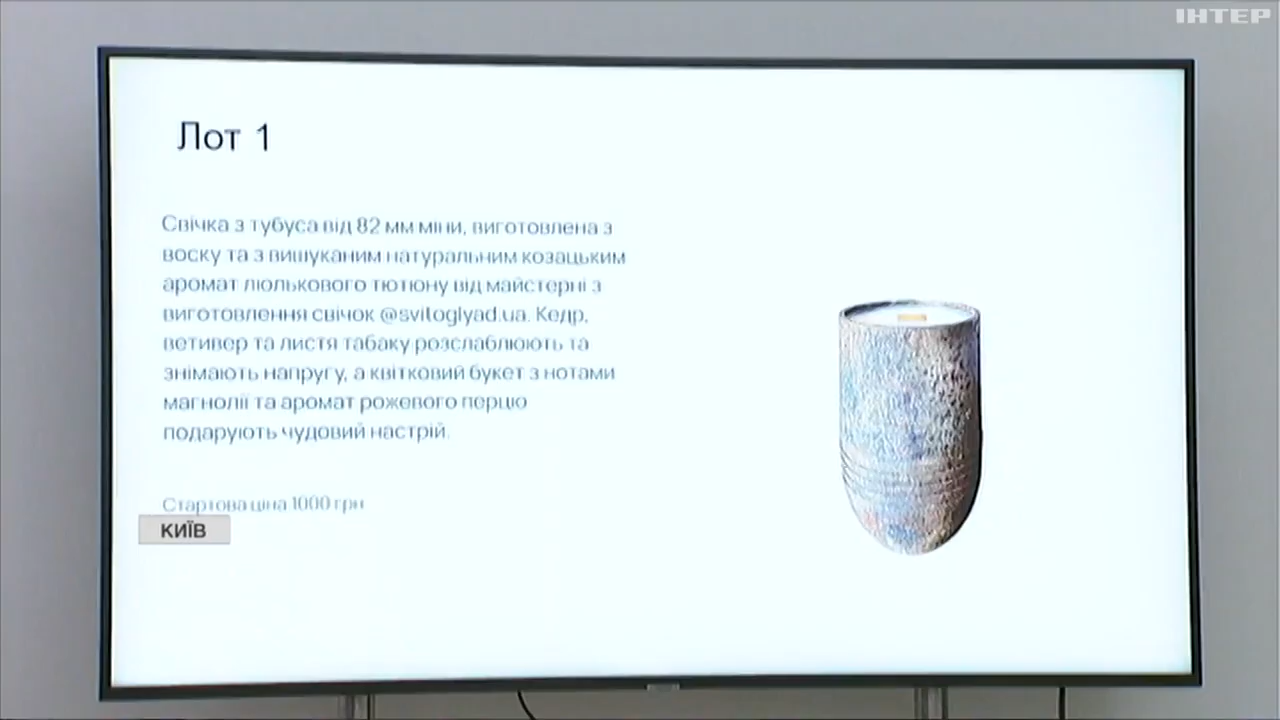 ІНТЕР
Лот 1
Свічка з тубуса від 82 мм міни, виготовлена з
воску та з вишуканим натуральним козацьким
аромат люлькового тютюну від майстерні з
виготовлення свічок @svitoglyad.ua. Кедр,
ветивер та листя табаку розслаблюють та
знімають напругу, а квітковий букет з нотами
магнолії та аромат рожевого перцю
подарують чудовий настрій.
Стартова ціна 1000 грн
КИЇВ